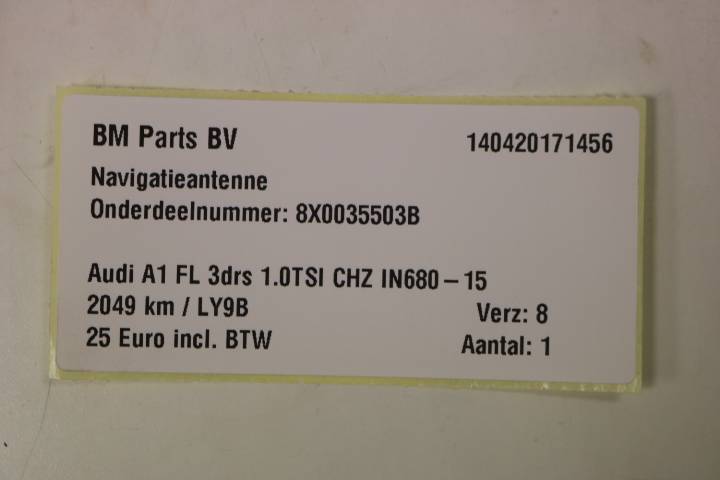 BM Parts BV 140420171456
Navigatieantenne
Onderdeelnummer: 8X0035503B
Audi A1 FL 3drs 1.0TSI CHZ IN680-15
2049 km / LY9B Verz: 8
25 Euro incl. BTW Aantal: 1